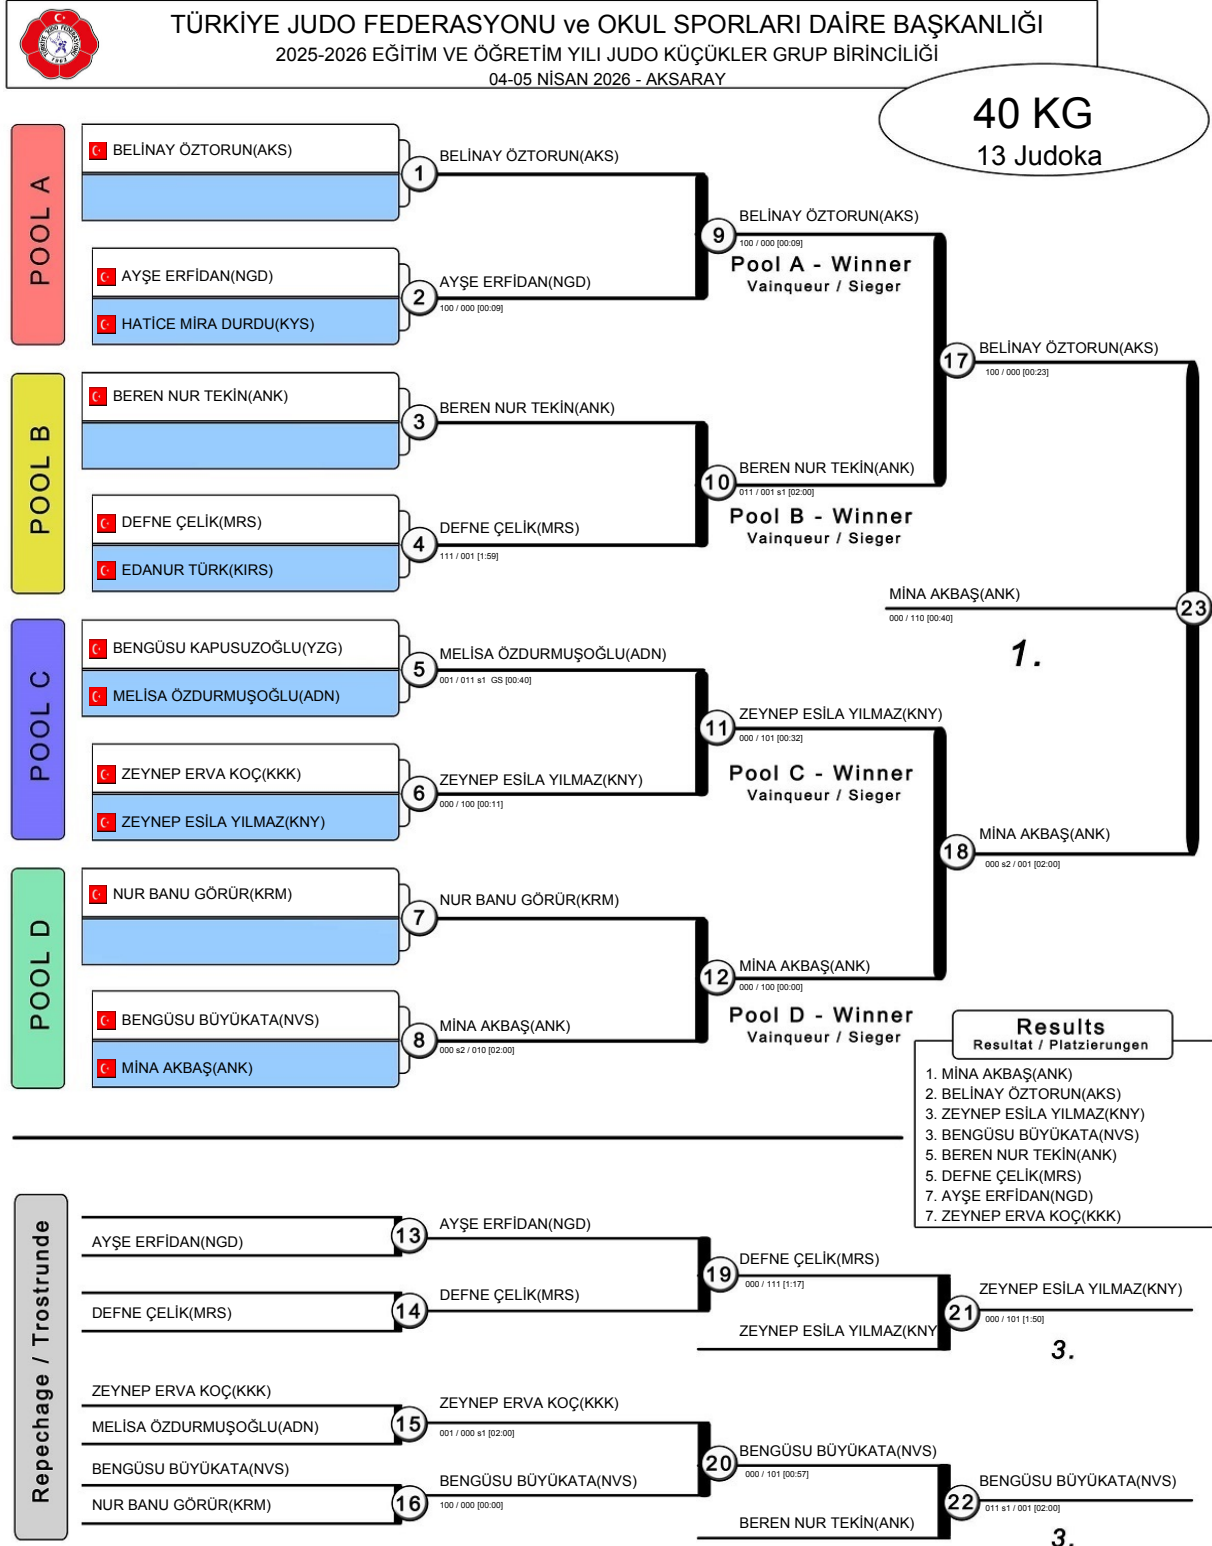 TÜRKİYE JUDO FEDERASYONU ve OKUL SPORLARI DAİRE BAŞKANLIĞI
2025-2026 EĞİTİM VE ÖĞRETİM YILI JUDO KÜÇÜKLER GRUP BİRİNCİLİĞİ
04-05 NİSAN 2026 - AKSARAY
40 KG
13 Judoka
POOL A
BELİNAY ÖZTORUN(AKS)
1
BELİNAY ÖZTORUN(AKS)
AYŞE ERFİDAN(NGD)
HATİCE MİRA DURDU(KYS)
2
AYŞE ERFİDAN(NGD)
100 / 000 [00:09]
9
BELİNAY ÖZTORUN(AKS)
100 / 000 [00:09]
Pool A - Winner
Vainqueur / Sieger
POOL B
BEREN NUR TEKİN(ANK)
3
BEREN NUR TEKİN(ANK)
DEFNE ÇELİK(MRS)
EDANUR TÜRK(KIRS)
4
DEFNE ÇELİK(MRS)
111 / 001 [1:59]
10
BEREN NUR TEKİN(ANK)
011 / 001 s1 [02:00]
Pool B - Winner
Vainqueur / Sieger
17
BELİNAY ÖZTORUN(AKS)
100 / 000 [00:23]
POOL C
BENGÜSU KAPUSUZOĞLU(YZG)
MELİSA ÖZDURMUŞOĞLU(ADN)
5
MELİSA ÖZDURMUŞOĞLU(ADN)
001 / 011 s1 GS [00:40]
ZEYNEP ERVA KOÇ(KKK)
ZEYNEP ESİLA YILMAZ(KNY)
6
ZEYNEP ESİLA YILMAZ(KNY)
000 / 100 [00:11]
11
ZEYNEP ESİLA YILMAZ(KNY)
000 / 101 [00:32]
Pool C - Winner
Vainqueur / Sieger
POOL D
NUR BANU GÖRÜR(KRM)
7
NUR BANU GÖRÜR(KRM)
BENGÜSU BÜYÜKATA(NVS)
MİNA AKBAŞ(ANK)
8
MİNA AKBAŞ(ANK)
000 s2 / 010 [02:00]
12
MİNA AKBAŞ(ANK)
000 / 100 [00:00]
Pool D - Winner
Vainqueur / Sieger
18
MİNA AKBAŞ(ANK)
000 s2 / 001 [02:00]
23
MİNA AKBAŞ(ANK)
000 / 110 [00:40]
1.
Results
Resultat / Platzierungen
1. MİNA AKBAŞ(ANK)
2. BELİNAY ÖZTORUN(AKS)
3. ZEYNEP ESİLA YILMAZ(KNY)
3. BENGÜSU BÜYÜKATA(NVS)
5. BEREN NUR TEKİN(ANK)
5. DEFNE ÇELİK(MRS)
7. AYŞE ERFİDAN(NGD)
7. ZEYNEP ERVA KOÇ(KKK)
Repechage / Trostrunde
AYŞE ERFİDAN(NGD)
13
AYŞE ERFİDAN(NGD)
DEFNE ÇELİK(MRS)
14
DEFNE ÇELİK(MRS)
19
DEFNE ÇELİK(MRS)
000 / 111 [1:17]
ZEYNEP ESİLA YILMAZ(KNY
21
ZEYNEP ESİLA YILMAZ(KNY)
000 / 101 [1:50]
3.
ZEYNEP ERVA KOÇ(KKK)
MELİSA ÖZDURMUŞOĞLU(ADN)
15
ZEYNEP ERVA KOÇ(KKK)
001 / 000 s1 [02:00]
BENGÜSU BÜYÜKATA(NVS)
NUR BANU GÖRÜR(KRM)
16
BENGÜSU BÜYÜKATA(NVS)
100 / 000 [00:00]
20
BENGÜSU BÜYÜKATA(NVS)
000 / 101 [00:57]
BEREN NUR TEKİN(ANK)
22
BENGÜSU BÜYÜKATA(NVS)
011 s1 / 001 [02:00]
3.